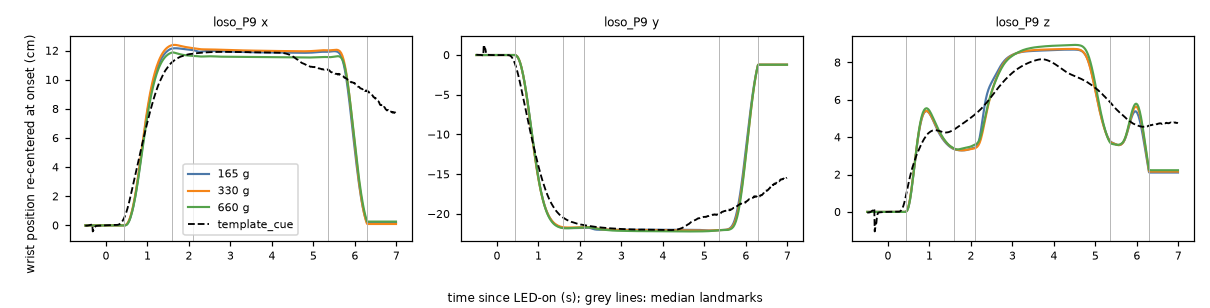 loso_P9 x
loso_P9 y
loso_P9 z
wrist position re-centered at onset (cm)
12
10
8
6
4
2
0
165 g
330 g
660 g
template_cue
0 1 2 3 4 5 6 7
0
−5
−10
−15
−20
0 1 2 3 4 5 6 7
8
6
4
2
0
0 1 2 3 4 5 6 7
time since LED-on (s); grey lines: median landmarks